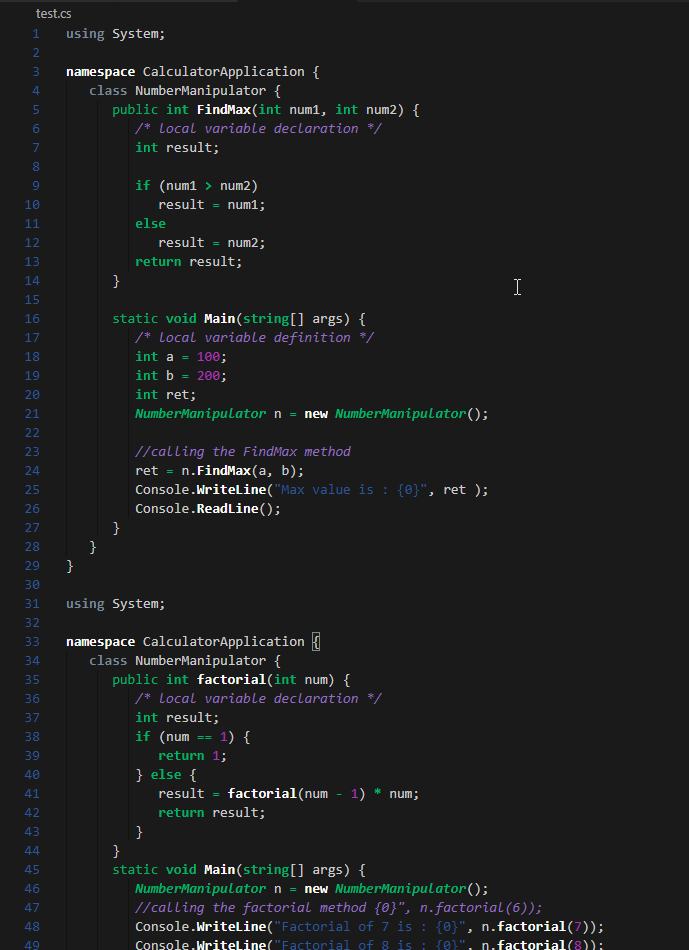 test.cs
1 using System;
2
3 namespace CalculatorApplication {
4    class NumberManipulator {
5       public int FindMax(int num1, int num2) {
6          /* local variable declaration */
7          int result;
8
9          if (num1 > num2)
10             result = num1;
11          else
12             result = num2;
13          return result;
14       }
15
16       static void Main(string[] args) {
17          /* local variable definition */
18          int a = 100;
19          int b = 200;
20          int ret;
21          NumberManipulator n = new NumberManipulator();
22
23          //calling the FindMax method
24          ret = n.FindMax(a, b);
25          Console.WriteLine("Max value is : {0}", ret );
26          Console.ReadLine();
27       }
28    }
29 }
30
31 using System;
32
33 namespace CalculatorApplication {
34    class NumberManipulator {
35       public int factorial(int num) {
36          /* local variable declaration */
37          int result;
38          if (num == 1) {
39             return 1;
40          } else {
41             result = factorial(num - 1) * num;
42             return result;
43          }
44       }
45       static void Main(string[] args) {
46          NumberManipulator n = new NumberManipulator();
47          //calling the factorial method {0}", n.factorial(6));
48          Console.WriteLine("Factorial of 7 is : {0}", n.factorial(7));
49          Console.WriteLine("Factorial of 8 is : {0}", n.factorial(8));